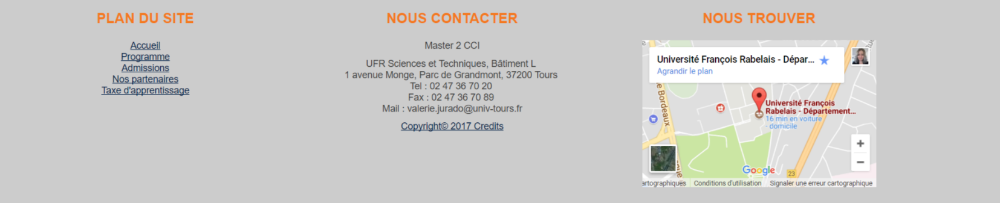 PLAN DU SITE
Accueil
Programme
Admissions
Nos partenaires
Taxe d'apprentissage
NOUS CONTACTER
Master 2 CCI
UFR Sciences et Techniques, Bâtiment L
1 avenue Monge, Parc de Grandmont, 37200 Tours
Tel : 02 47 36 70 20
Fax : 02 47 36 70 89
Mail : valerie.jurado@univ-tours.fr
Copyright© 2017 Credits
NOUS TROUVER
Université François Rabelais - Dépar...
Agrandir le plan
e Bordeaux
Université François
Rabelais - Département...
16 min en voiture
- domicile
Google
23
artographiques Conditions d'utilisation Signaler une erreur cartographique